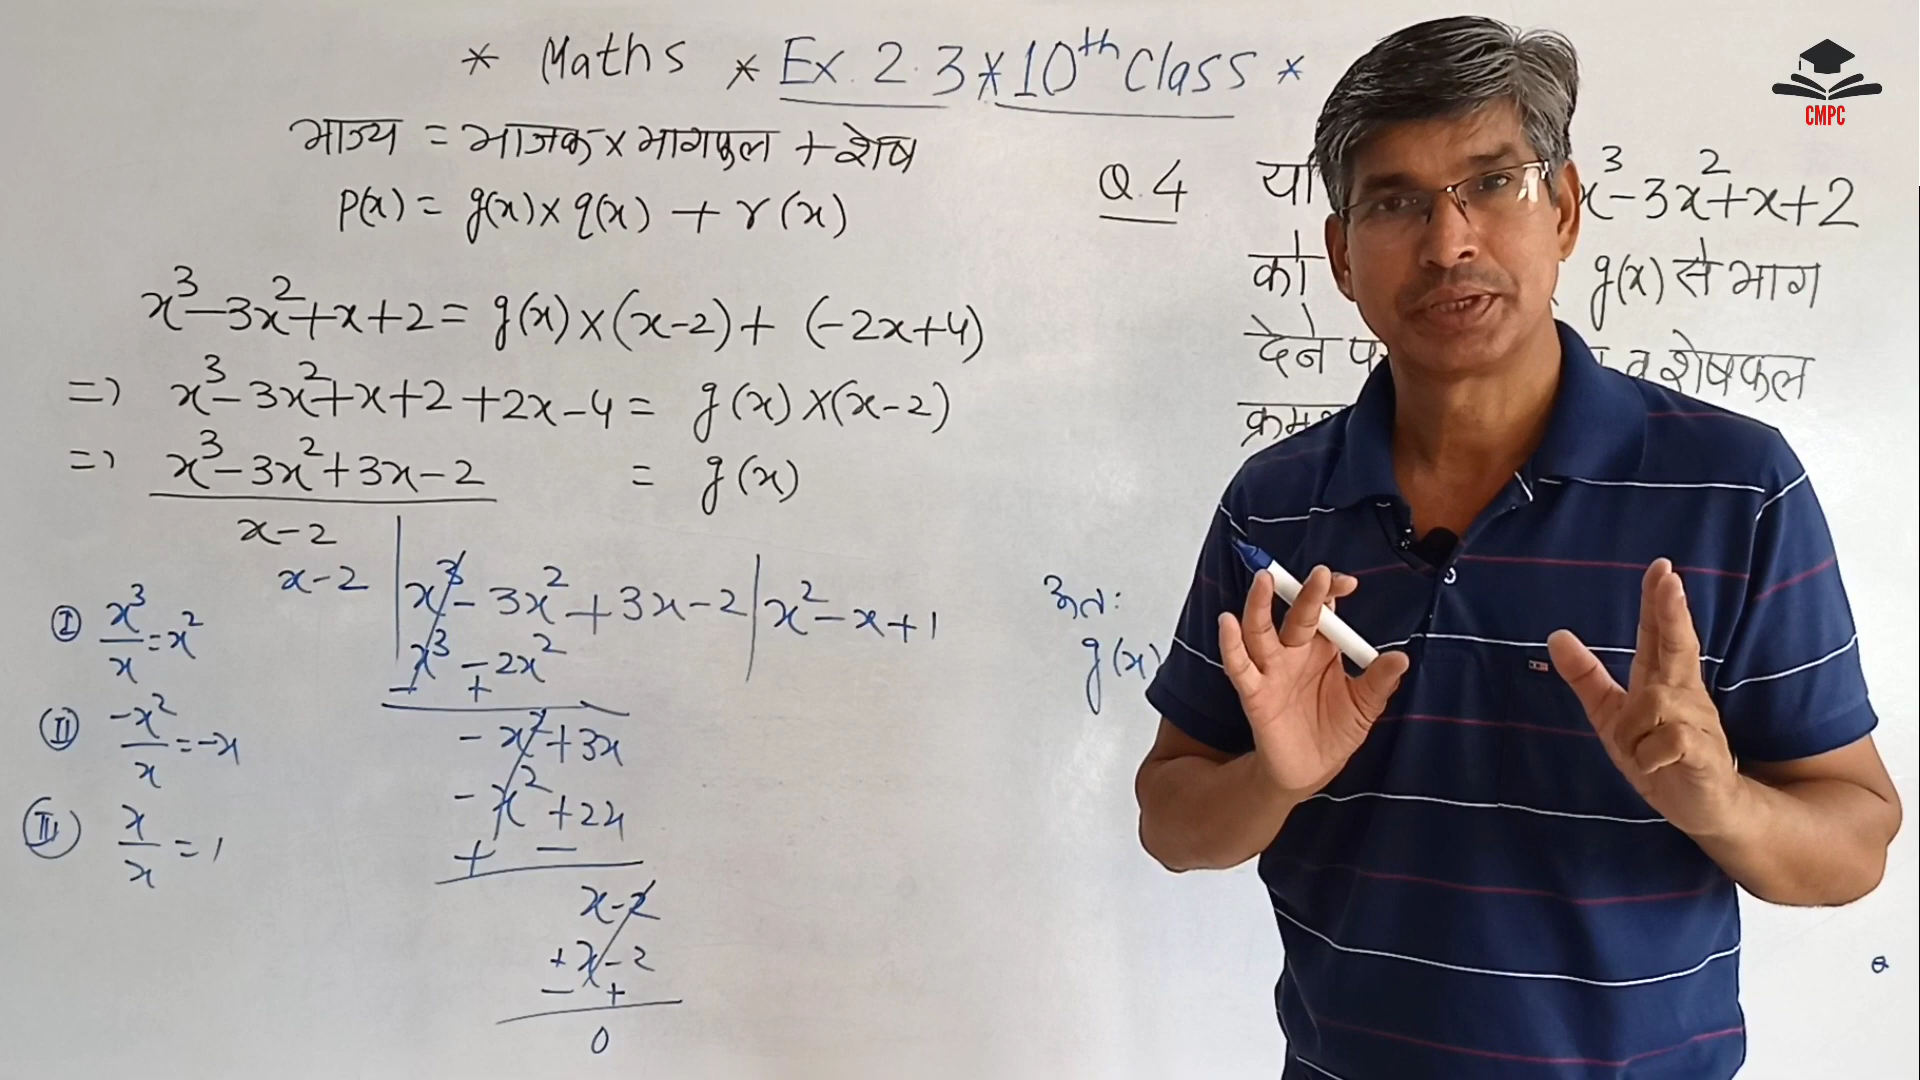 * Maths * Ex. 2.3 * 10th Class *
भाज्य = भाजक × भागफल + शेष
p(x) = g(x) × q(x) + r(x)
x³-3x²+x+2 = g(x) × (x-2) + (-2x+4)
=> x³-3x²+x+2+2x-4 = g(x) × (x-2)
=> x³-3x²+3x-2 = g(x)
x-2
x-2 | x³-3x²+3x-2 | x²-x+1
x³-2x²
- +
-x²+3x
-x²+2x
+ -
x-2
+x-2
- +
0
Ⓘ x³/x = x²
Ⓘⓘ -x²/x = -x
(III) x/x = 1
Q.4 x³-3x²+x+2
को g(x) से भाग
देने व शेषफल
अतः
g(x)
CMPC